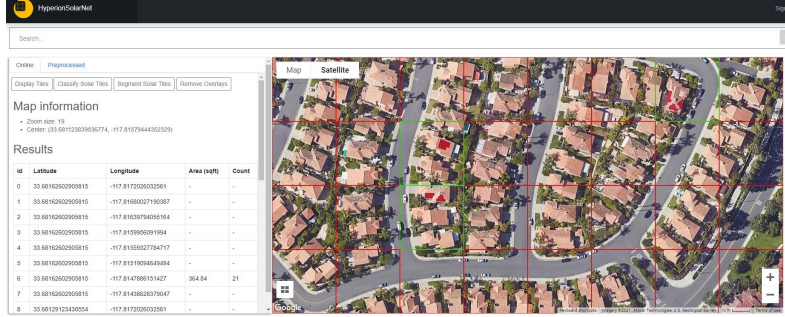 HyperionSolarNet
Sig
Search...
Online Preprocessed
Display Tiles Classify Solar Tiles Segment Solar Tiles Remove Overlays
Map information
Zoom size: 19
Center: (33.681123839536774, -117.81579444352329)
Results
id Latitude Longitude Area (sqft) Count
0 33.68162602905815 -117.8172026032561 - -
1 33.68162602905815 -117.81680027190387 - -
2 33.68162602905815 -117.81639794055164 - -
3 33.68162602905815 -117.8159956091994 - -
4 33.68162602905815 -117.81559327784717 - -
5 33.68162602905815 -117.81519094649494 - -
6 33.68162602905815 -117.8147886151427 364.84 21
7 33.68162602905815 -117.81438628379047 - -
8 33.68129123430554 -117.8172026032561 - -
Map Satellite
Google
Keyboard shortcuts Imagery ©2021 , Maxar Technologies, U.S. Geological Survey 10 m Terms of Use